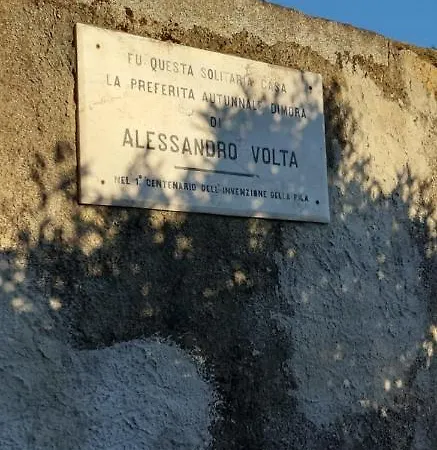 FU QUESTA SOLITARIA CASA
LA PREFERITA AUTUNNALE DIMORA
DI
ALESSANDRO VOLTA
NEL 1° CENTENARIO DELL'INVENZIONE DELLA PILA